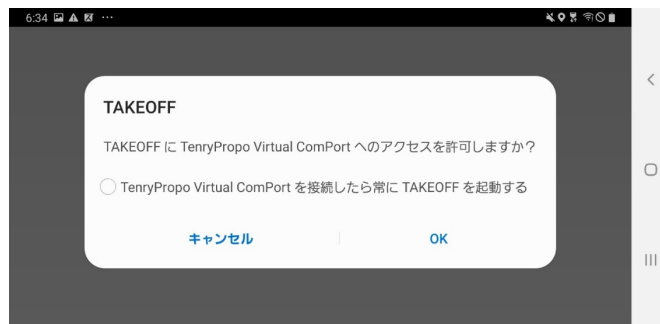 6:34 ...
TAKEOFF
TAKEOFF に TenryPropo Virtual ComPort へのアクセスを許可しますか？
TenryPropo Virtual ComPort を接続したら常に TAKEOFF を起動する
キャンセル OK